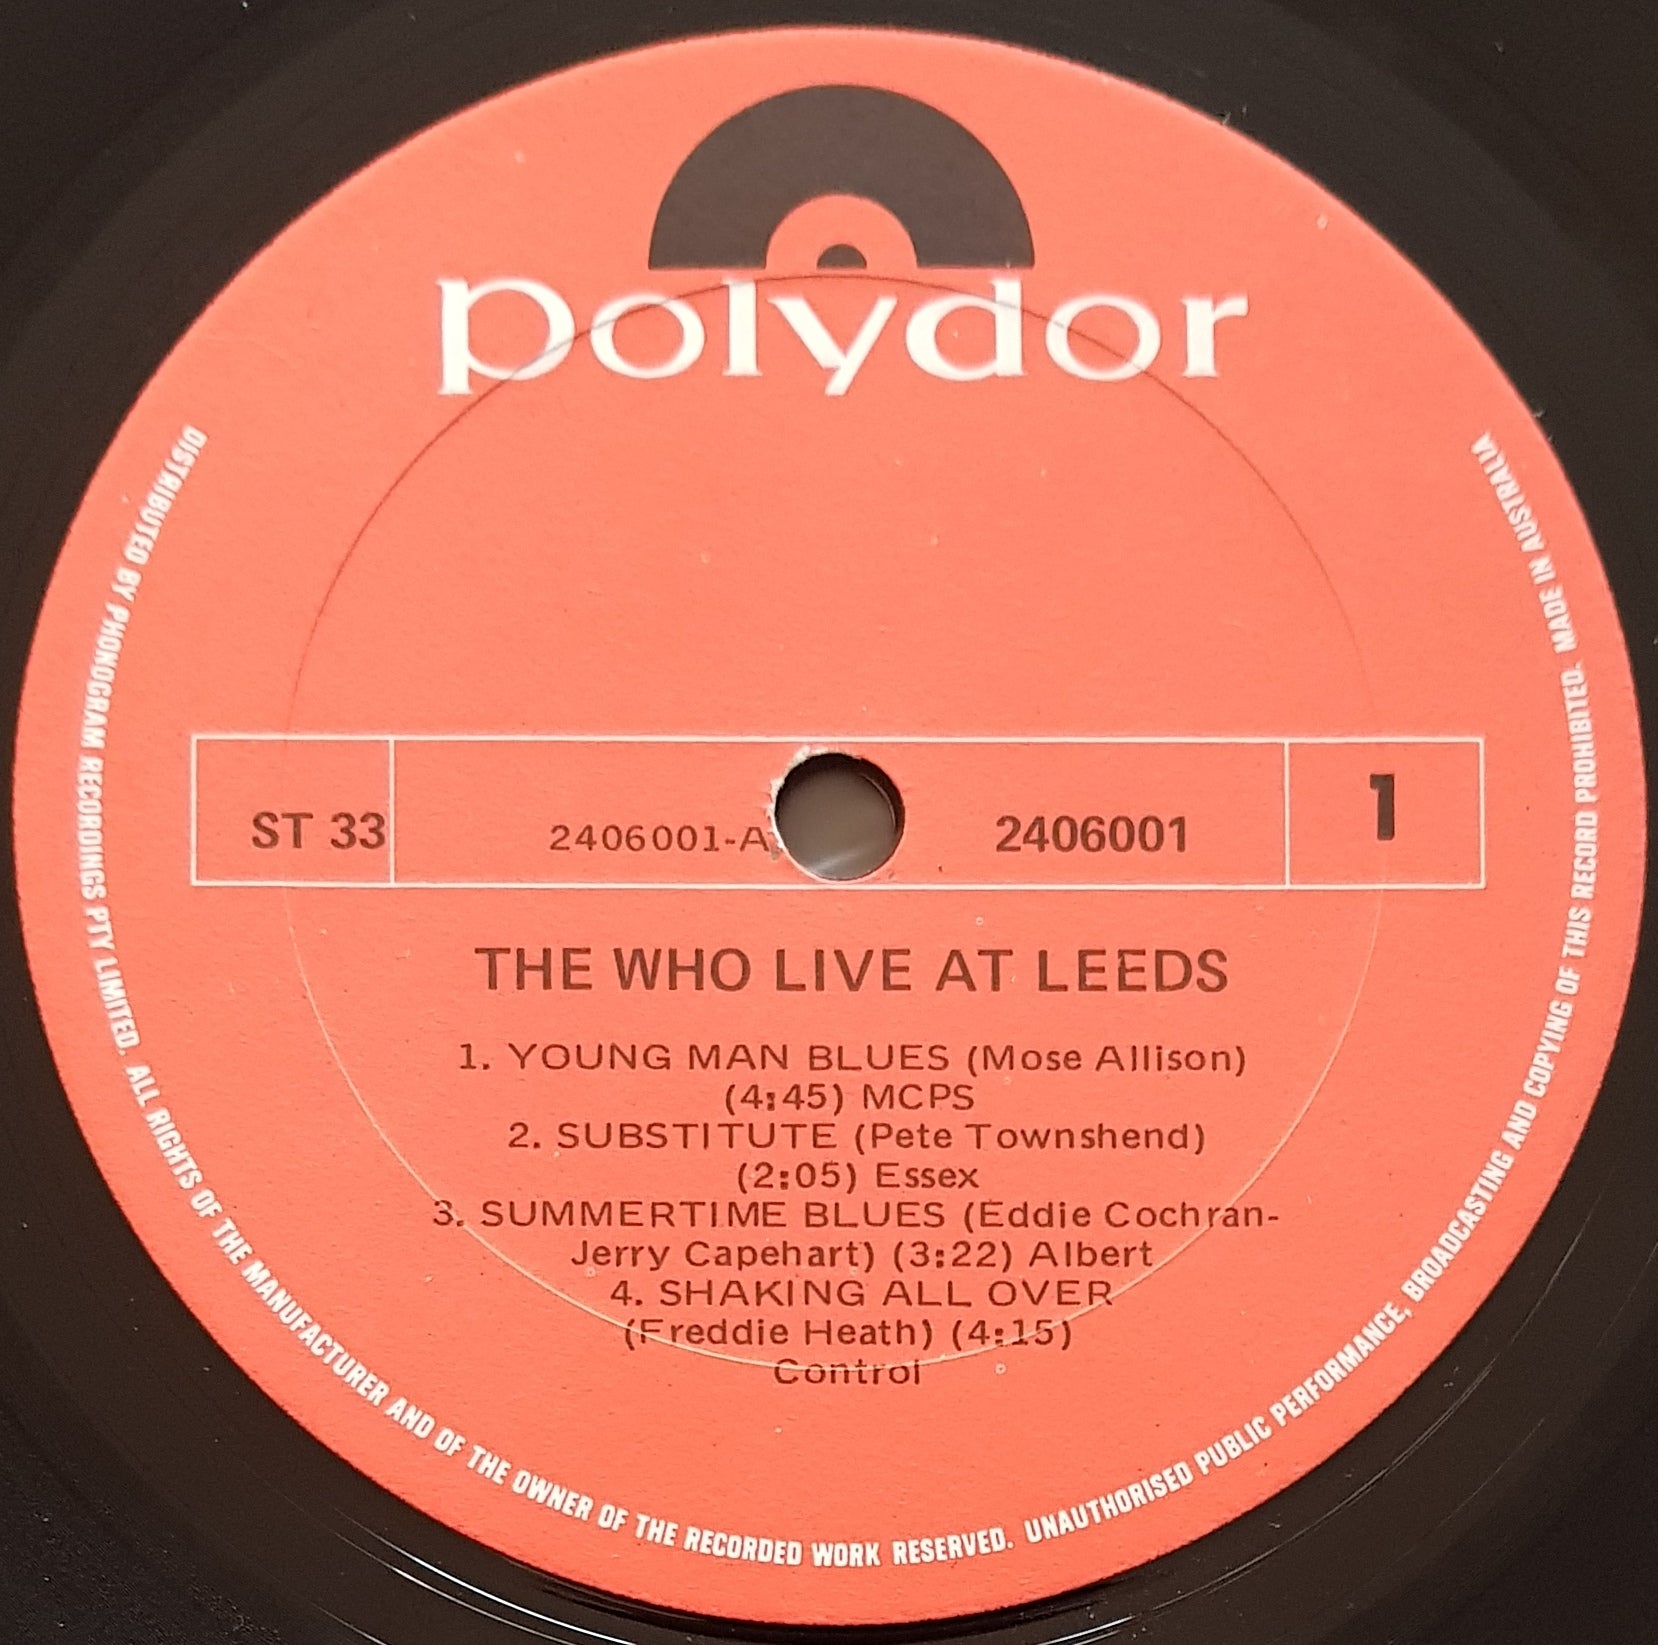 polydor
ST 33 2406001-A 2406001 1
THE WHO LIVE AT LEEDS
1. YOUNG MAN BLUES (Mose Allison)
(4:45) MCPS
2. SUBSTITUTE (Pete Townshend)
(2:05) Essex
3. SUMMERTIME BLUES (Eddie Cochran-
Jerry Capehart) (3:22) Albert
4. SHAKING ALL OVER
(Freddie Heath) (4:15)
Control
DISTRIBUTED BY PHONOGRAM RECORDINGS PTY LIMITED. ALL RIGHTS OF THE MANUFACTURER AND OF THE OWNER OF THE RECORDED WORK RESERVED. UNAUTHORISED PUBLIC PERFORMANCE, BROADCASTING AND COPYING OF THIS RECORD PROHIBITED. MADE IN AUSTRALIA